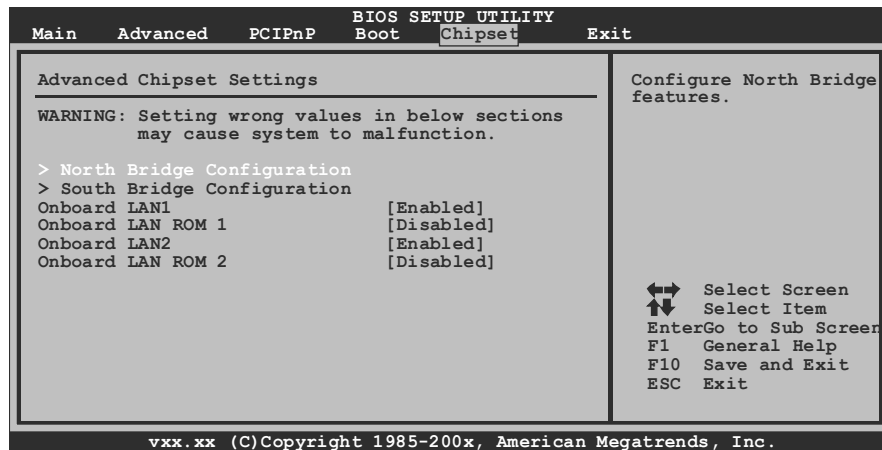 BIOS SETUP UTILITY
Main Advanced PCIPnP Boot Chipset Exit
Advanced Chipset Settings
WARNING: Setting wrong values in below sections
may cause system to malfunction.
> North Bridge Configuration
> South Bridge Configuration
Onboard LAN1 [Enabled]
Onboard LAN ROM 1 [Disabled]
Onboard LAN2 [Enabled]
Onboard LAN ROM 2 [Disabled]
Configure North Bridge
features.
Select Screen
Select Item
EnterGo to Sub Screen
F1 General Help
F10 Save and Exit
ESC Exit
vxx.xx (C)Copyright 1985-200x, American Megatrends, Inc.